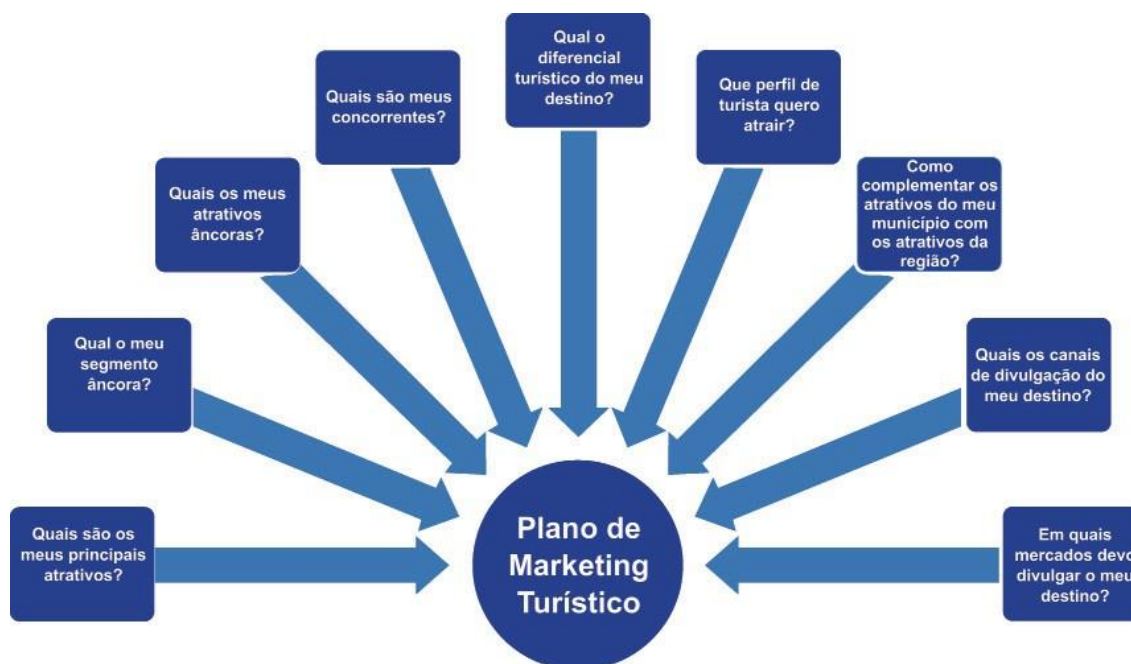 Quais são os
meus principais
atrativos?
Qual o meu
segmento
âncora?
Quais os meus
atrativos
âncoras?
Quais são meus
concorrentes?
Qual o
diferencial
turístico do meu
destino?
Que perfil de
turista quero
atrair?
Como
complementar os
atrativos do meu
município com
os atrativos da
região?
Quais os canais
de divulgação do
meu destino?
Em quais
mercados devo
divulgar o meu
destino?
Plano de
Marketing
Turístico